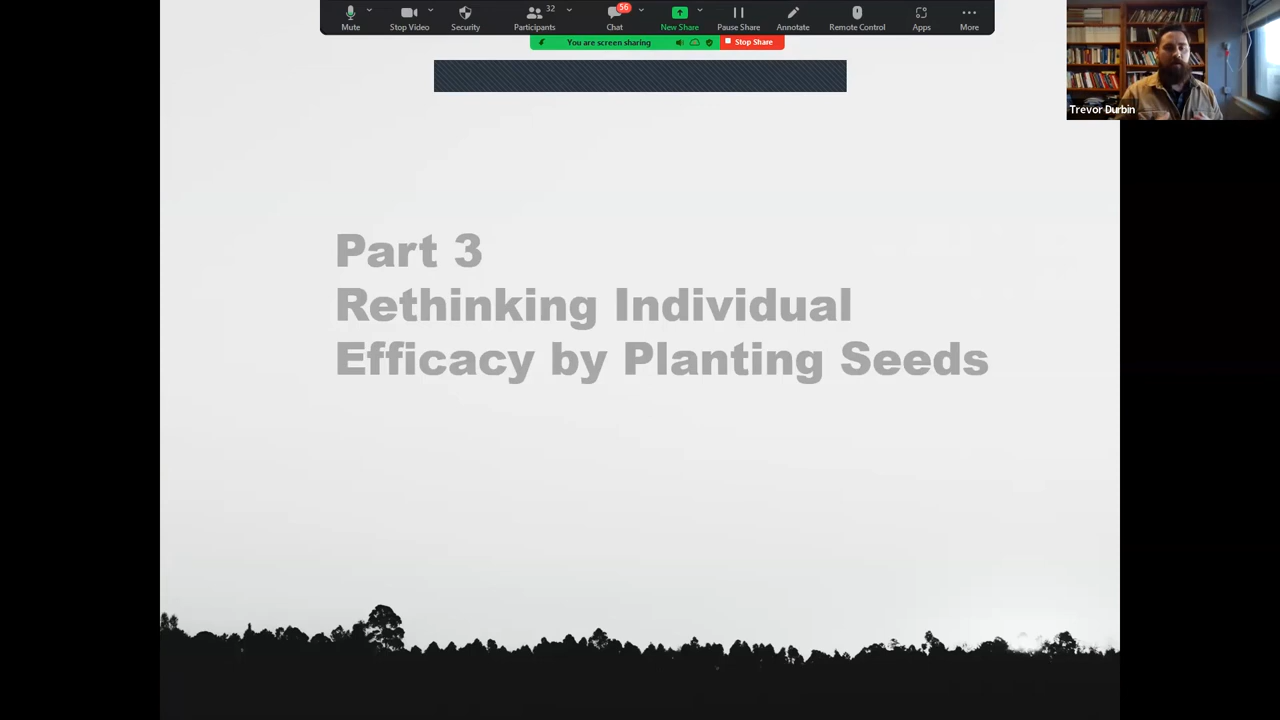 32
56
Mute
Stop Video
Security
Participants
Chat
New Share
Pause Share
Annotate
Remote Control
Apps
More
You are screen sharing
Stop Share
Trevor Durbin
Part 3
Rethinking Individual
Efficacy by Planting Seeds